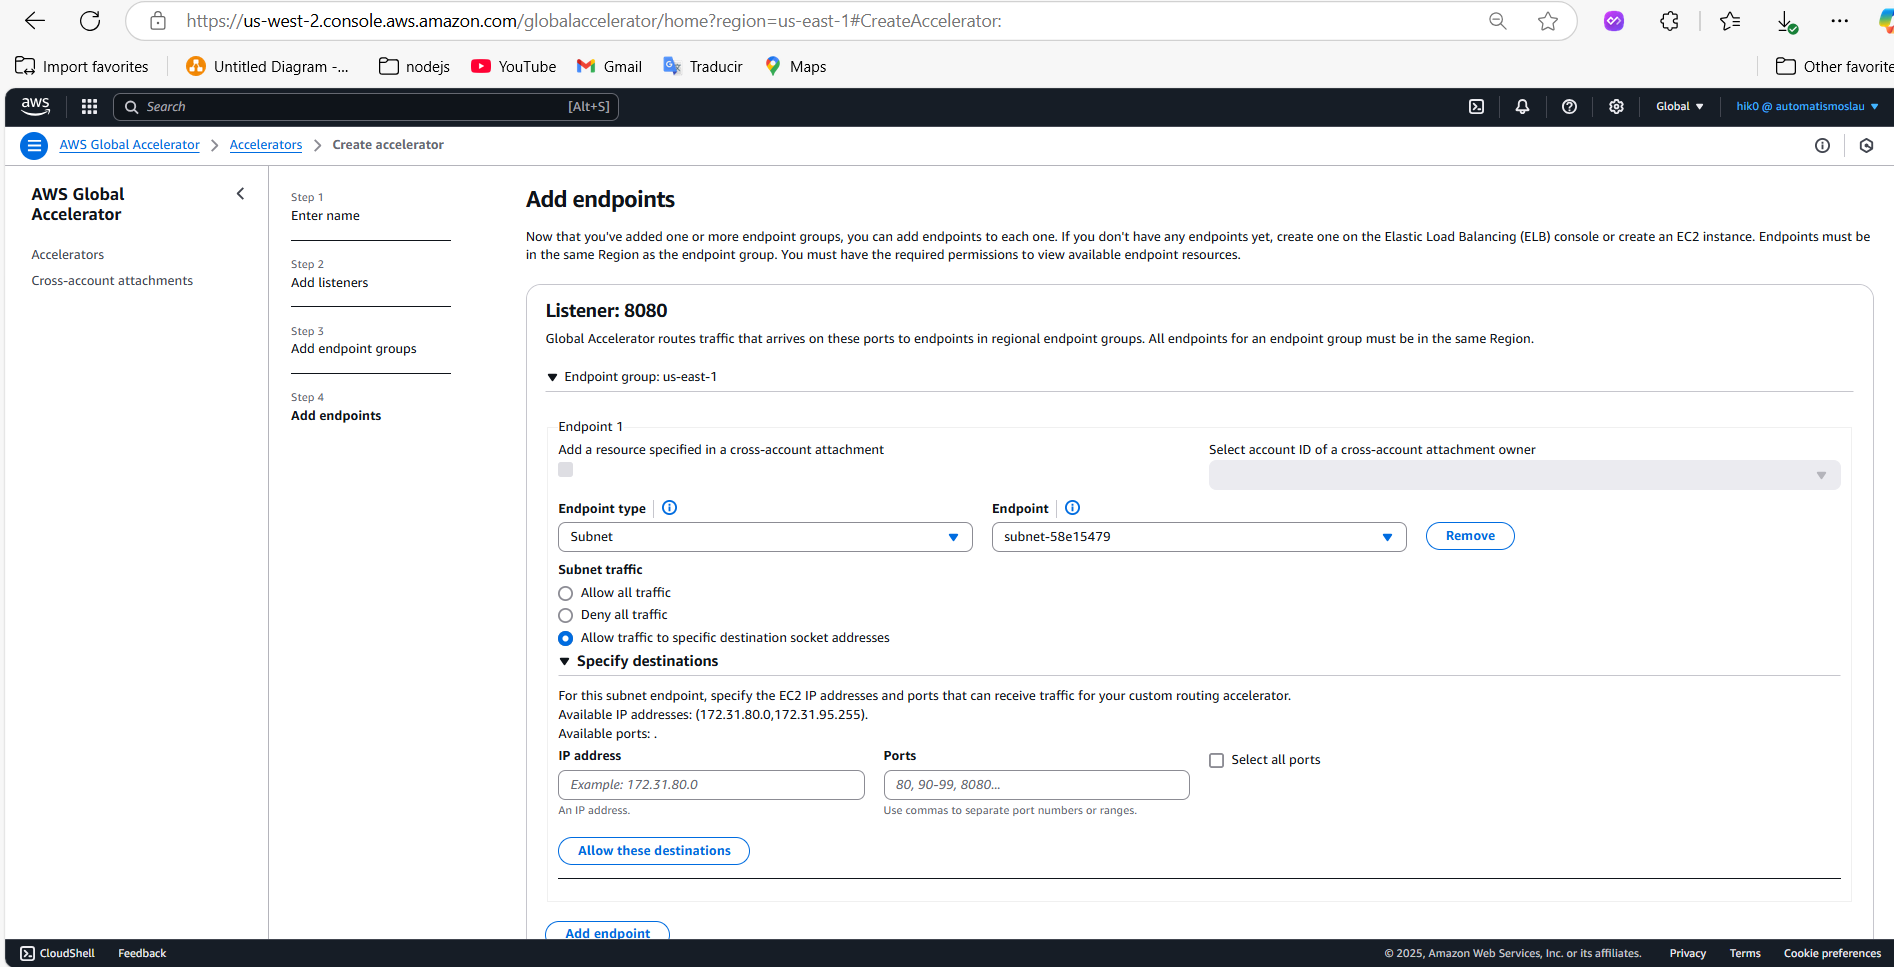 https://us-west-2.console.aws.amazon.com/globalaccelerator/home?region=us-east-1#CreateAccelerator:
Import favorites
Untitled Diagram -...
nodejs
YouTube
Gmail
Traducir
Maps
Other favorite
aws
Search
[Alt+S]
Global
hik0 @ automatismoslau
AWS Global Accelerator
Accelerators
Create accelerator
AWS Global
Accelerator
Accelerators
Cross-account attachments
Step 1
Enter name
Step 2
Add listeners
Step 3
Add endpoint groups
Step 4
Add endpoints
Add endpoints
Now that you've added one or more endpoint groups, you can add endpoints to each one. If you don't have any endpoints yet, create one on the Elastic Load Balancing (ELB) console or create an EC2 instance. Endpoints must be
in the same Region as the endpoint group. You must have the required permissions to view available endpoint resources.
Listener: 8080
Global Accelerator routes traffic that arrives on these ports to endpoints in regional endpoint groups. All endpoints for an endpoint group must be in the same Region.
Endpoint group: us-east-1
Endpoint 1
Add a resource specified in a cross-account attachment
Select account ID of a cross-account attachment owner
Endpoint type
Endpoint
Subnet
subnet-58e15479
Remove
Subnet traffic
Allow all traffic
Deny all traffic
Allow traffic to specific destination socket addresses
Specify destinations
For this subnet endpoint, specify the EC2 IP addresses and ports that can receive traffic for your custom routing accelerator.
Available IP addresses: (172.31.80.0,172.31.95.255).
Available ports: .
IP address
Ports
Select all ports
Example: 172.31.80.0
80, 90-99, 8080...
An IP address.
Use commas to separate port numbers or ranges.
Allow these destinations
Add endpoint
CloudShell
Feedback
© 2025, Amazon Web Services, Inc. or its affiliates.
Privacy
Terms
Cookie preferences